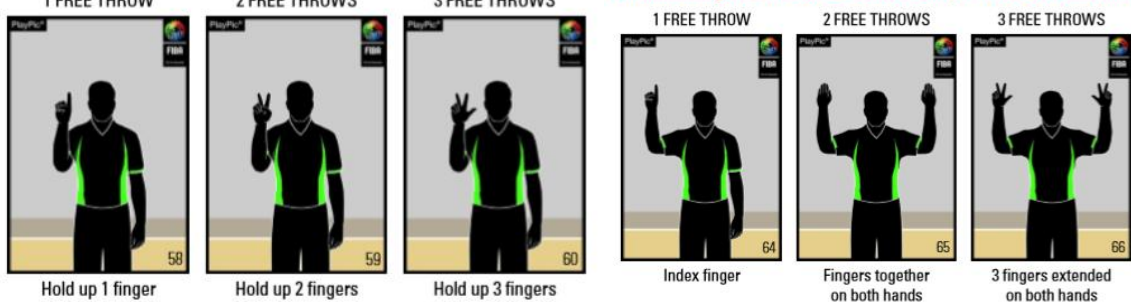 1 FREE THROW
2 FREE THROWS
3 FREE THROWS
PlayPic®
FIBA
58
PlayPic®
FIBA
59
PlayPic®
FIBA
60
Hold up 1 finger
Hold up 2 fingers
Hold up 3 fingers
1 FREE THROW
2 FREE THROWS
3 FREE THROWS
PlayPic®
FIBA
64
PlayPic®
FIBA
65
PlayPic®
FIBA
66
Index finger
Fingers together
on both hands
3 fingers extended
on both hands